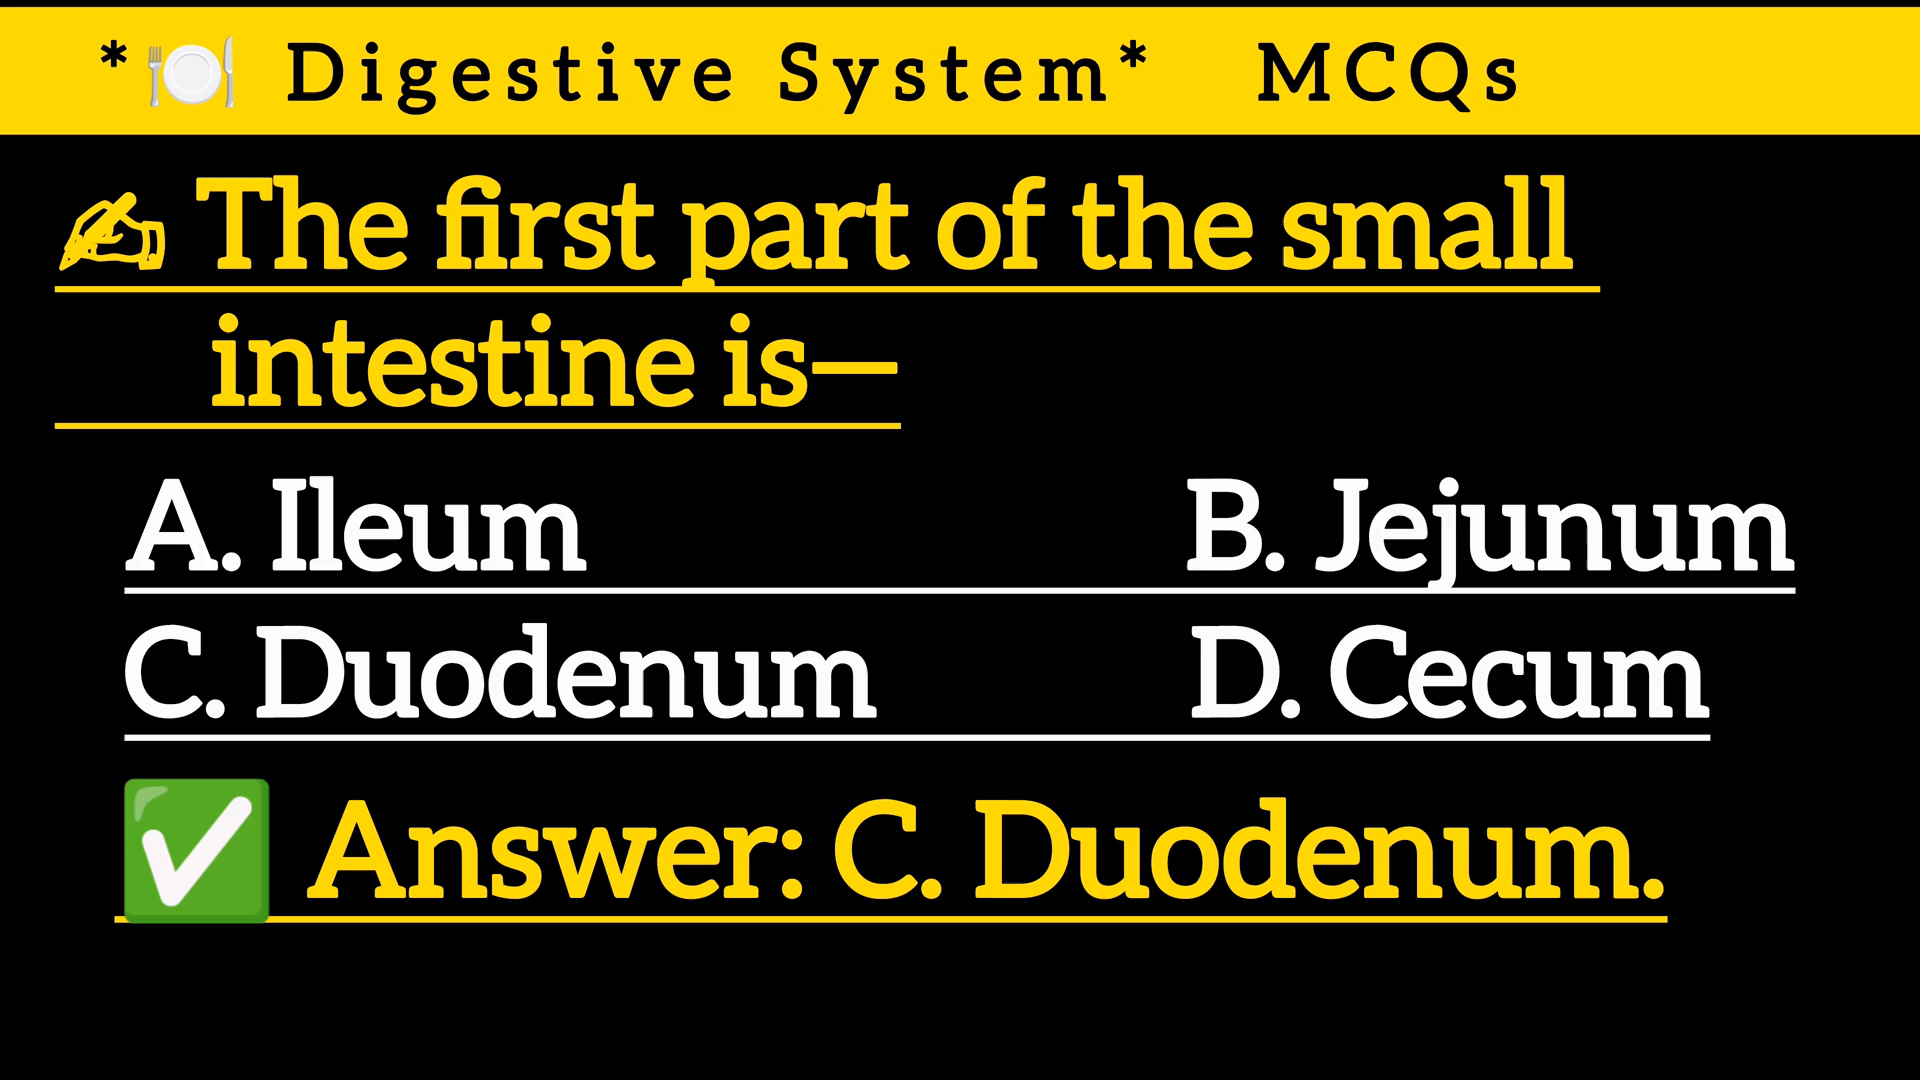 *🍽️ Digestive System* MCQs
✍️ The first part of the small
intestine is—
A. Ileum B. Jejunum
C. Duodenum D. Cecum
✅ Answer: C. Duodenum.